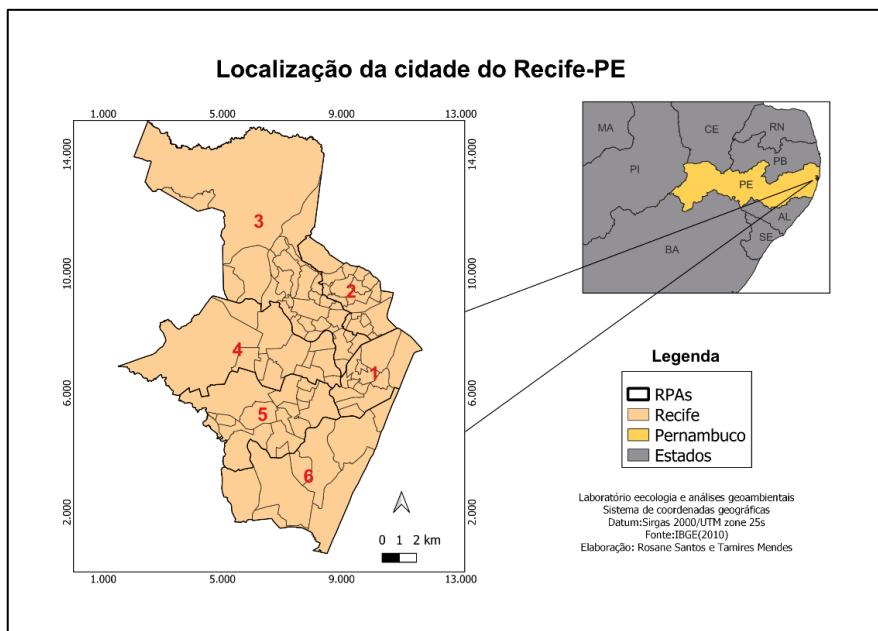 Localização da cidade do Recife-PE
1.000 5.000 9.000 13.000
14.000
10.000
6.000
2.000
14.000
10.000
6.000
2.000
3
2
4
1
5
6
0 1 2 km
1.000 5.000 9.000 13.000
MA
CE
RN
PB
PI
PE
AL
SE
BA
Legenda
RPAs
Recife
Pernambuco
Estados
Laboratório eecologia e análises geoambientais
Sistema de coordenadas geográficas
Datum:Sirgas 2000/UTM zone 25s
Fonte:IBGE(2010)
Elaboração: Rosane Santos e Tamires Mendes